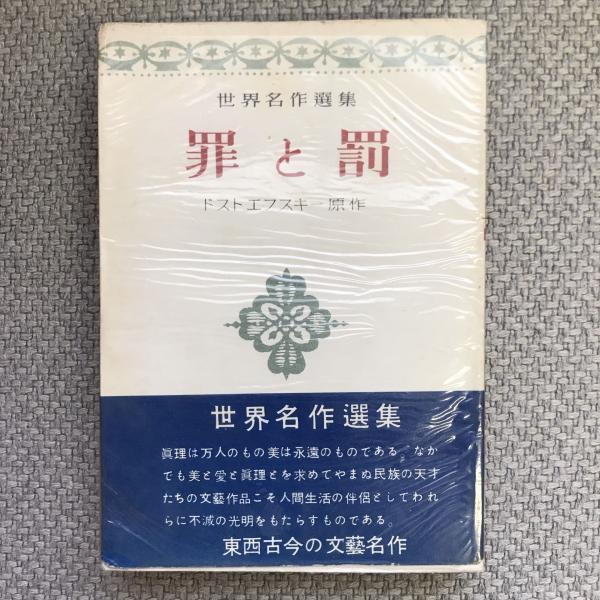 世界名作選集
罪と罰
ドストエフスキー原作
世界名作選集
眞理は万人のもの美は永遠のものである。なか
でも美と愛と眞理とを求めてやまぬ民族の天才
たちの文藝作品こそ人間生活の伴侶としてわれ
らに不滅の光明をもたらすものである。
東西古今の文藝名作